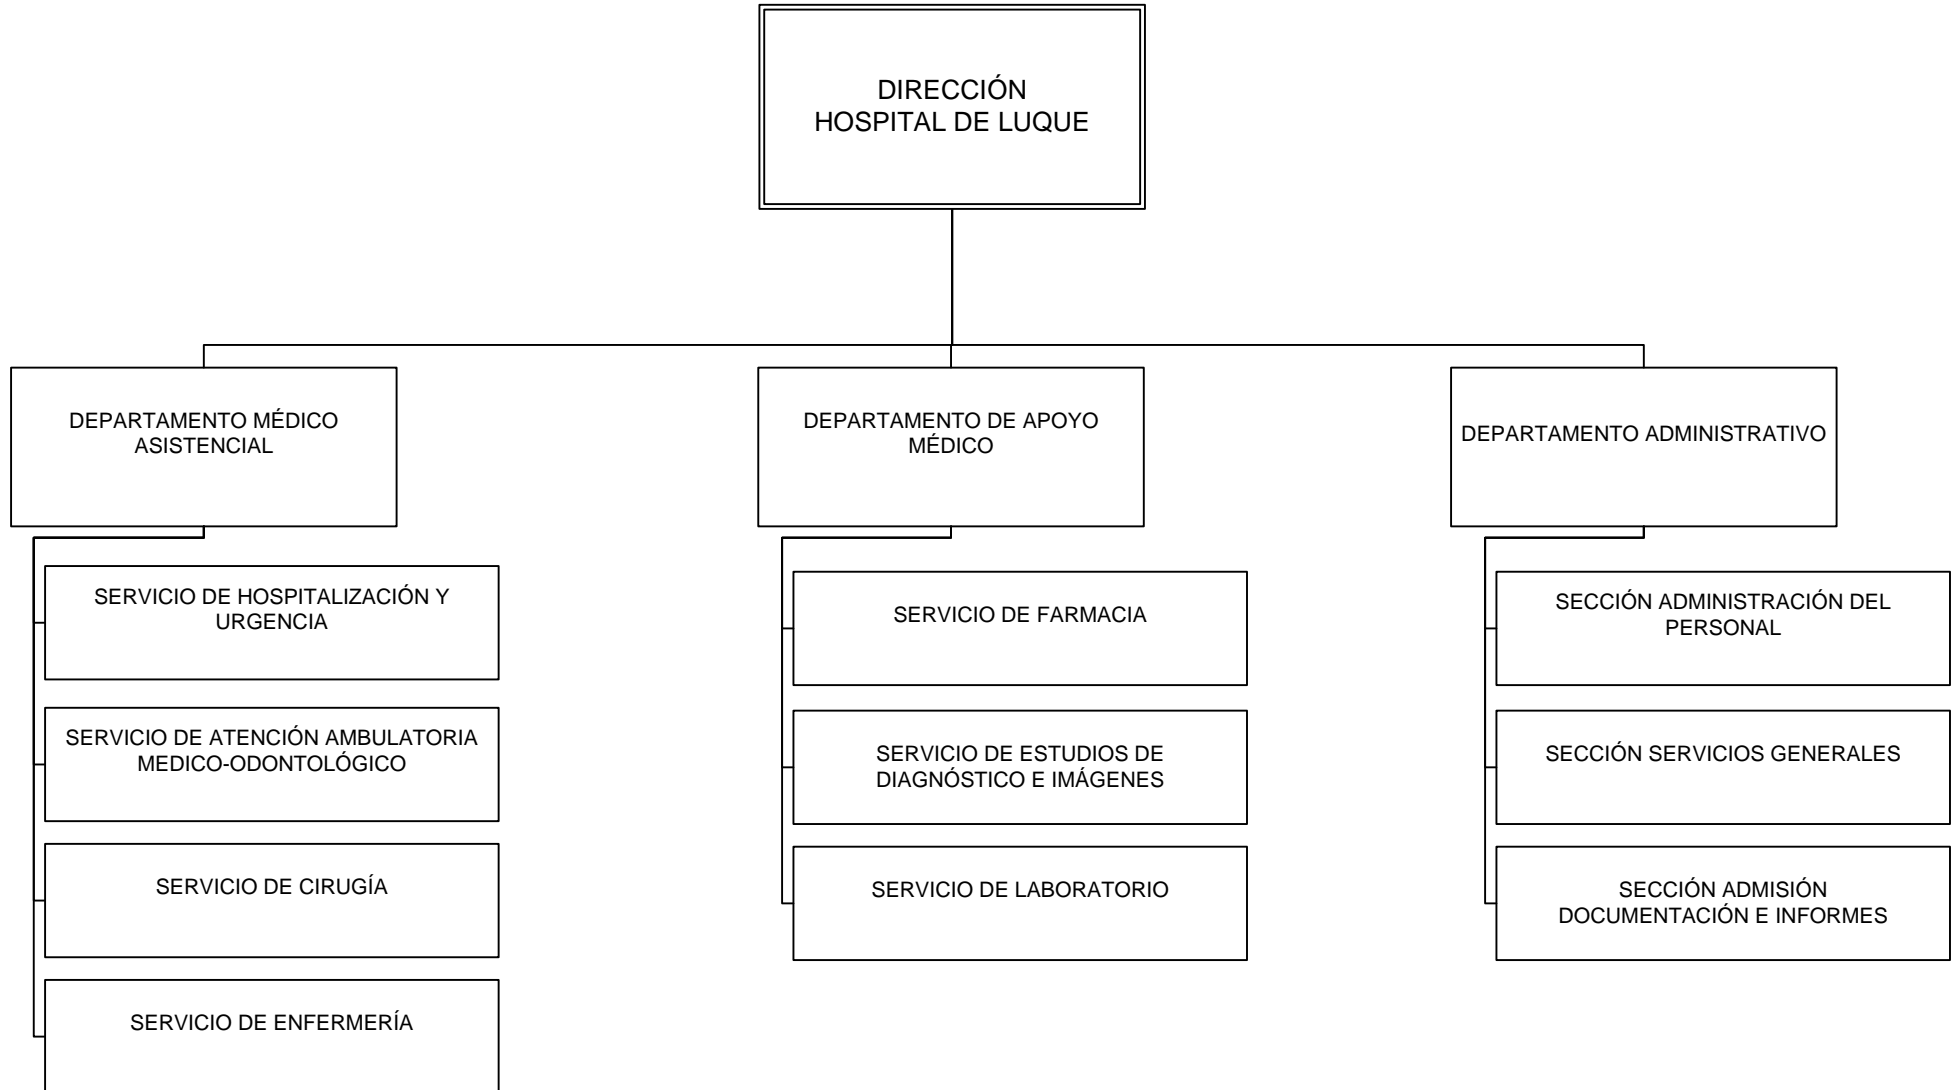 DIRECCIÓN
HOSPITAL DE LUQUE
DEPARTAMENTO MÉDICO
ASISTENCIAL
DEPARTAMENTO DE APOYO
MÉDICO
DEPARTAMENTO ADMINISTRATIVO
SERVICIO DE HOSPITALIZACIÓN Y
URGENCIA
SERVICIO DE ATENCIÓN AMBULATORIA
MEDICO-ODONTOLÓGICO
SERVICIO DE CIRUGÍA
SERVICIO DE ENFERMERÍA
SERVICIO DE FARMACIA
SERVICIO DE ESTUDIOS DE
DIAGNÓSTICO E IMÁGENES
SERVICIO DE LABORATORIO
SECCIÓN ADMINISTRACIÓN DEL
PERSONAL
SECCIÓN SERVICIOS GENERALES
SECCIÓN ADMISIÓN
DOCUMENTACIÓN E INFORMES